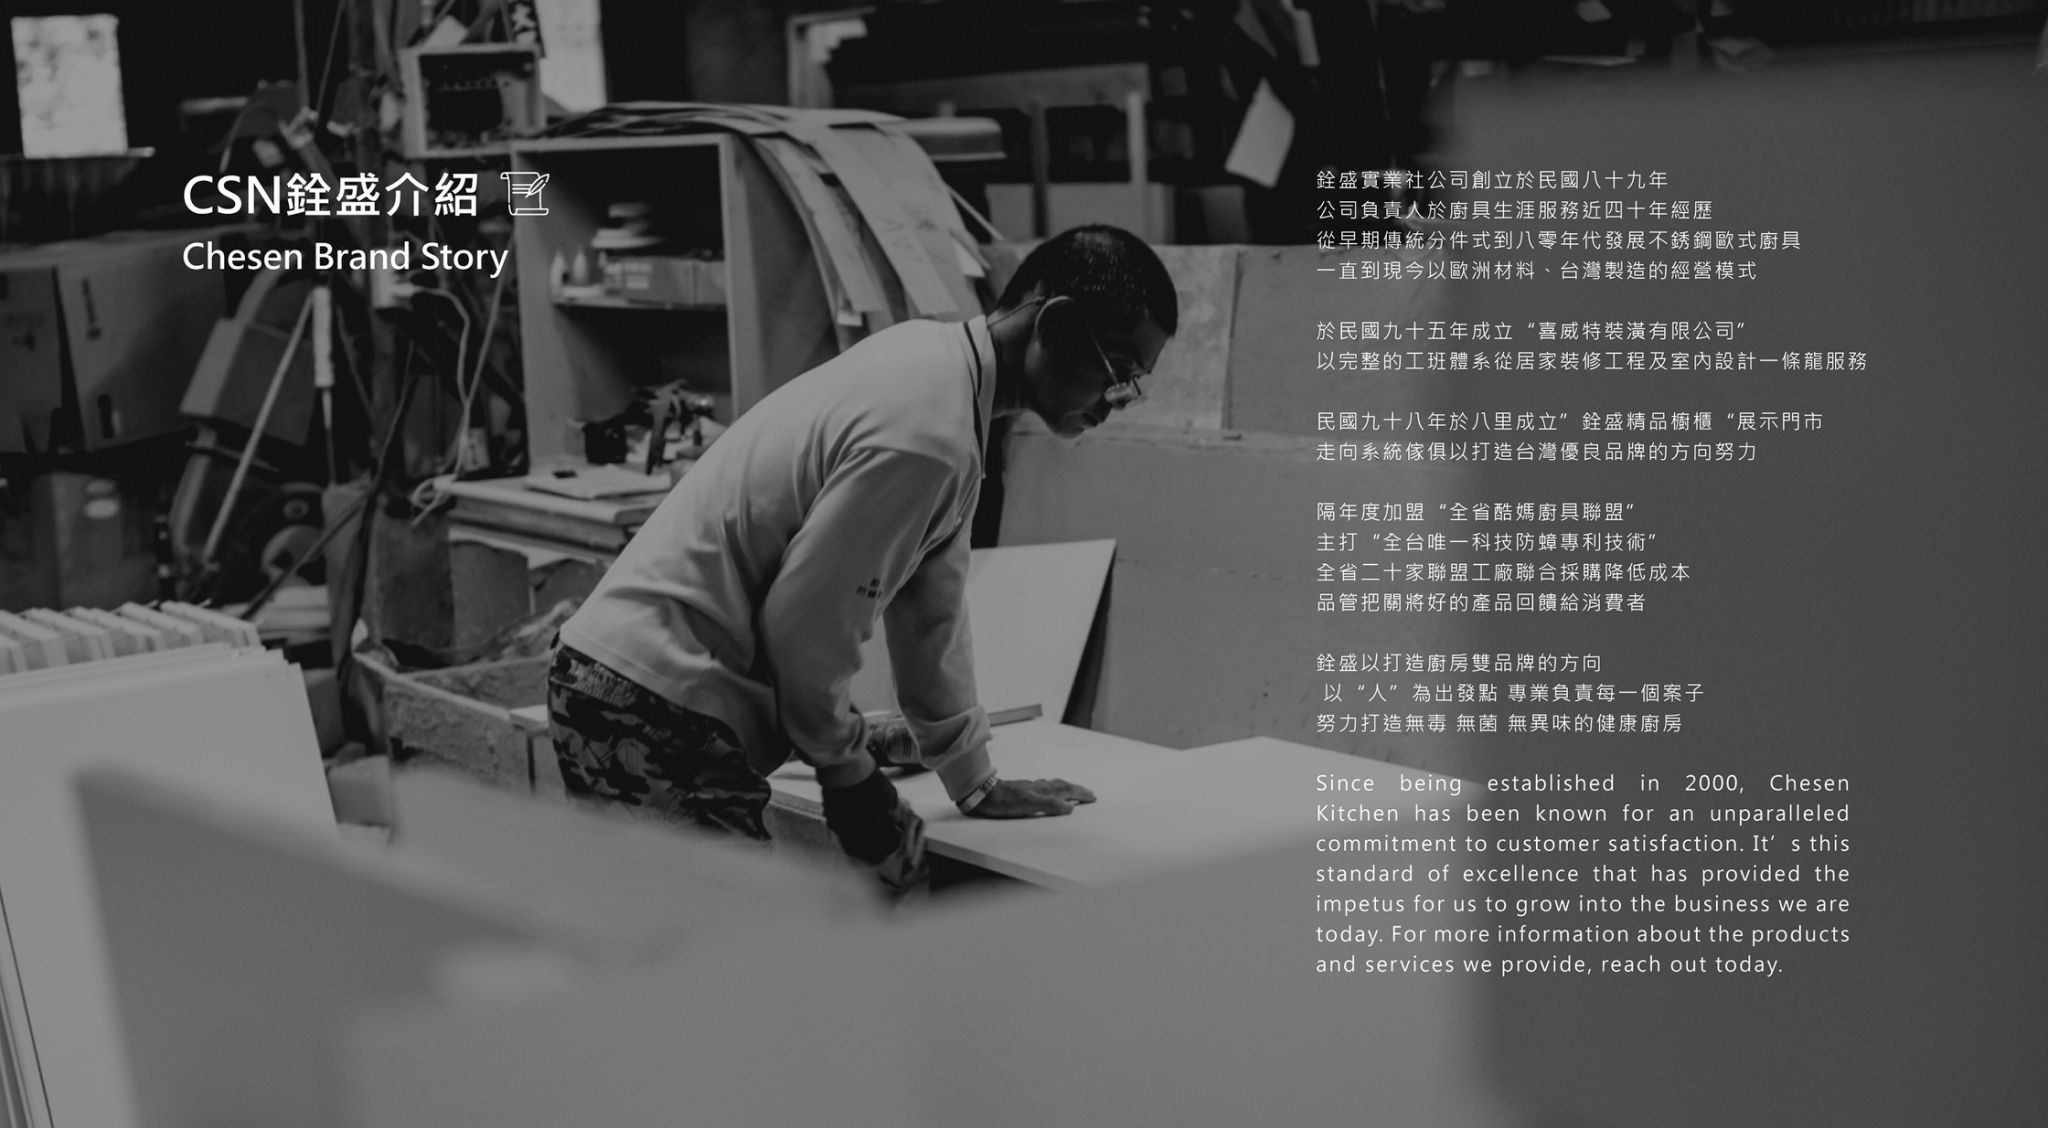 CSN銓盛介紹
Chesen Brand Story
銓盛實業社公司創立於民國八十九年
公司負責人於廚具生涯服務近四十年經歷
從早期傳統分件式到八零年代發展不銹鋼歐式廚具
一直到現今以歐洲材料、台灣製造的經營模式
於民國九十五年成立“喜威特裝潢有限公司“
以完整的工班體系從居家裝修工程及室內設計一條龍服務
民國九十八年於八里成立”銓盛精品櫥櫃“展示門市
走向系統傢俱以打造台灣優良品牌的方向努力
隔年度加盟“全省酷媽廚具聯盟”
主打“全台唯一科技防蟑專利技術”
全省二十家聯盟工廠聯合採購降低成本
品管把關將好的產品回饋給消費者
銓盛以打造廚房雙品牌的方向
以“人”為出發點 專業負責每一個案子
努力打造無毒 無菌 無異味的健康廚房
Since being established in 2000, Chesen
Kitchen has been known for an unparalleled
commitment to customer satisfaction. It’s this
standard of excellence that has provided the
impetus for us to grow into the business we are
today. For more information about the products
and services we provide, reach out today.